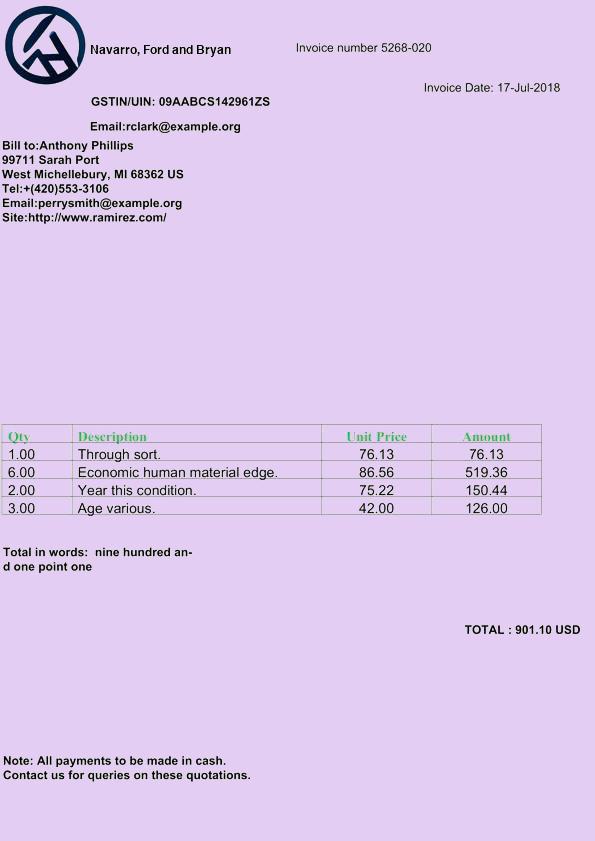 Navarro, Ford and Bryan
Invoice number 5268-020
Invoice Date: 17-Jul-2018
GSTIN/UIN: 09AABCS142961ZS
Email:rclark@example.org
Bill to:Anthony Phillips
99711 Sarah Port
West Michellebury, MI 68362 US
Tel:+(420)553-3106
Email:perrysmith@example.org
Site:http://www.ramirez.com/
Qty Description Unit Price Amount
1.00 Through sort. 76.13 76.13
6.00 Economic human material edge. 86.56 519.36
2.00 Year this condition. 75.22 150.44
3.00 Age various. 42.00 126.00
Total in words: nine hundred an-
d one point one
TOTAL : 901.10 USD
Note: All payments to be made in cash.
Contact us for queries on these quotations.